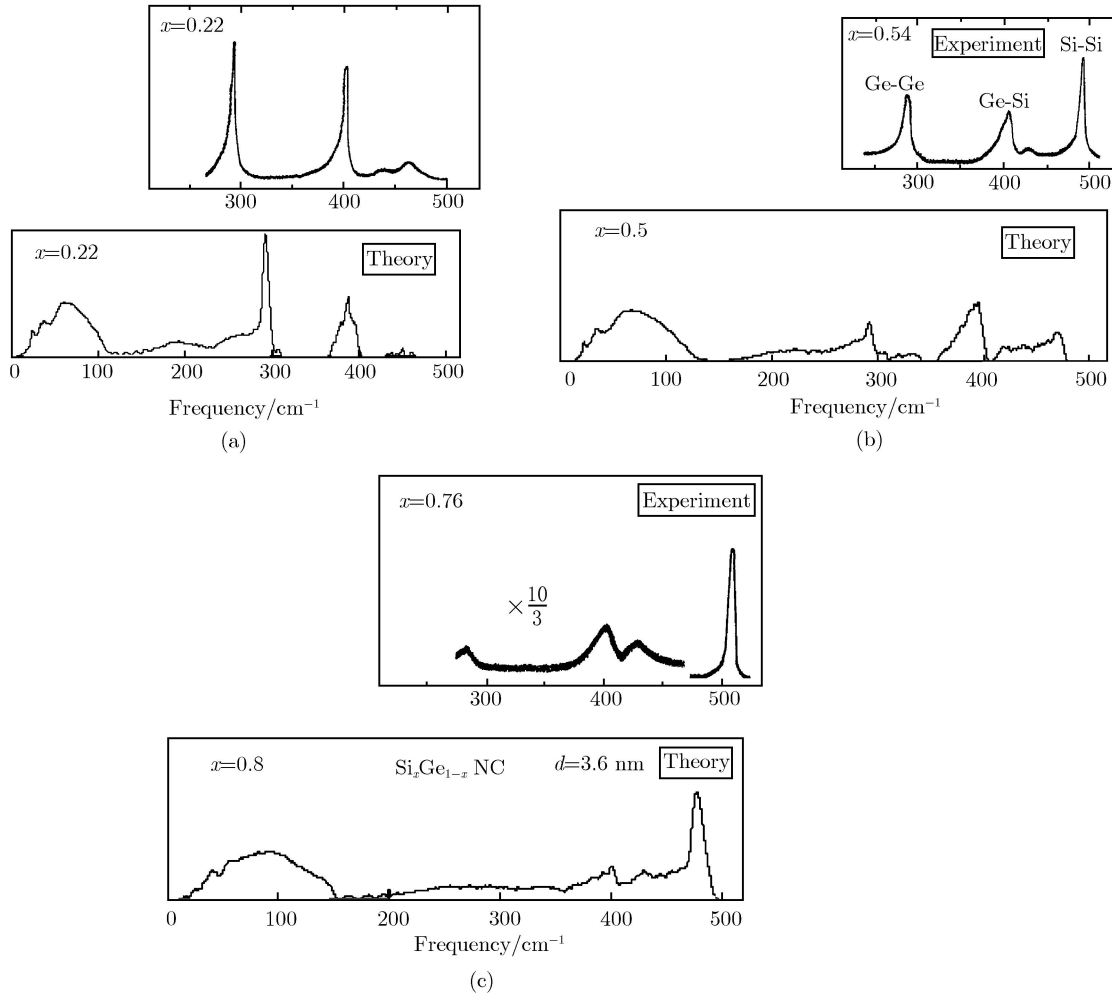 x=0.22
300 400 500
x=0.22 Theory
0 100 200 300 400 500
Frequency/cm⁻¹
(a)
x=0.54 Experiment Si-Si
Ge-Ge
Ge-Si
300 400 500
x=0.5 Theory
0 100 200 300 400 500
Frequency/cm⁻¹
(b)
x=0.76 Experiment
×10/3
300 400 500
x=0.8 SiₓGe₁₋ₓ NC d=3.6 nm Theory
0 100 200 300 400 500
Frequency/cm⁻¹
(c)